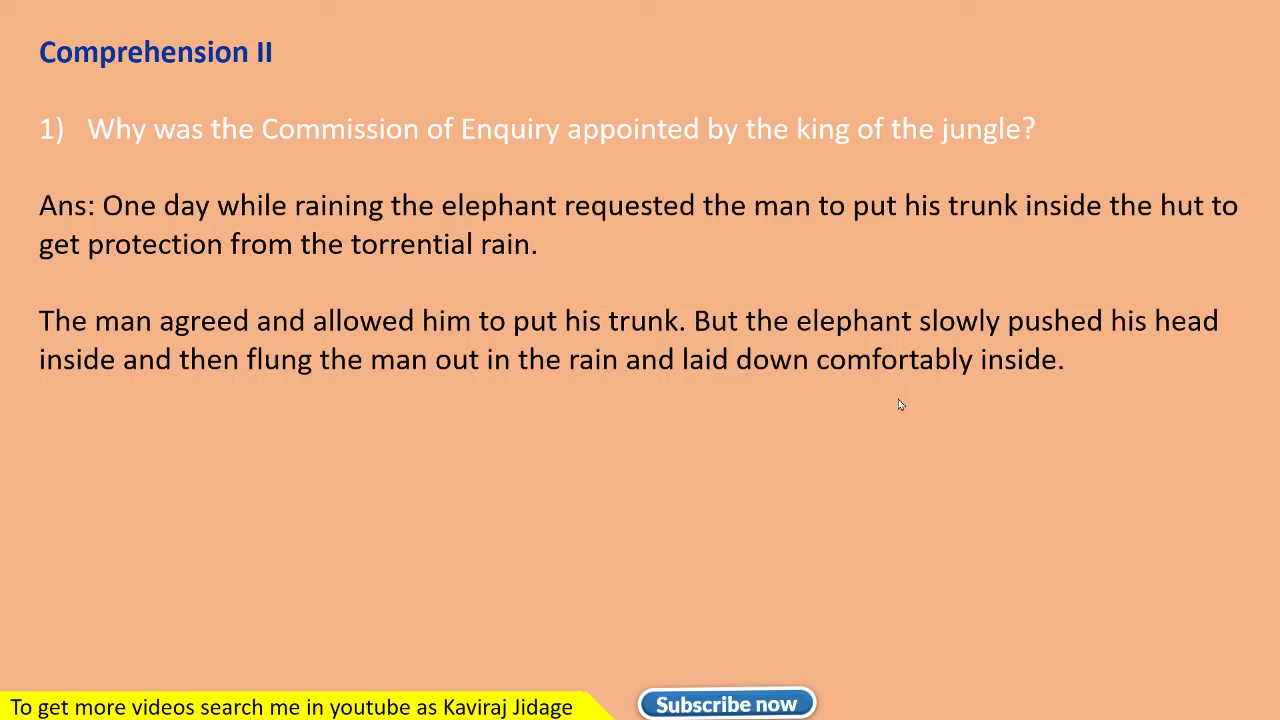 Comprehension II
1) Why was the Commission of Enquiry appointed by the king of the jungle?
Ans: One day while raining the elephant requested the man to put his trunk inside the hut to
get protection from the torrential rain.
The man agreed and allowed him to put his trunk. But the elephant slowly pushed his head
inside and then flung the man out in the rain and laid down comfortably inside.
To get more videos search me in youtube as Kaviraj Jidage
Subscribe now